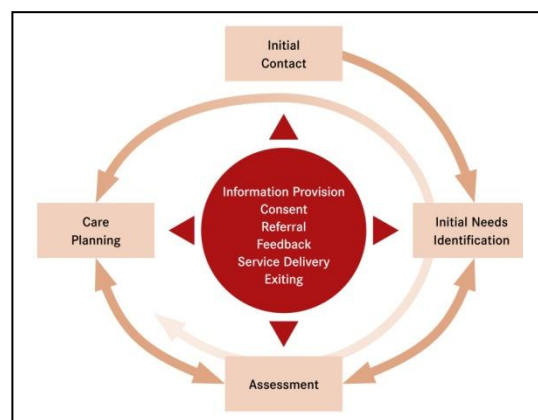 Initial
Contact
Information Provision
Consent
Referral
Feedback
Service Delivery
Exiting
Care
Planning
Initial Needs
Identification
Assessment